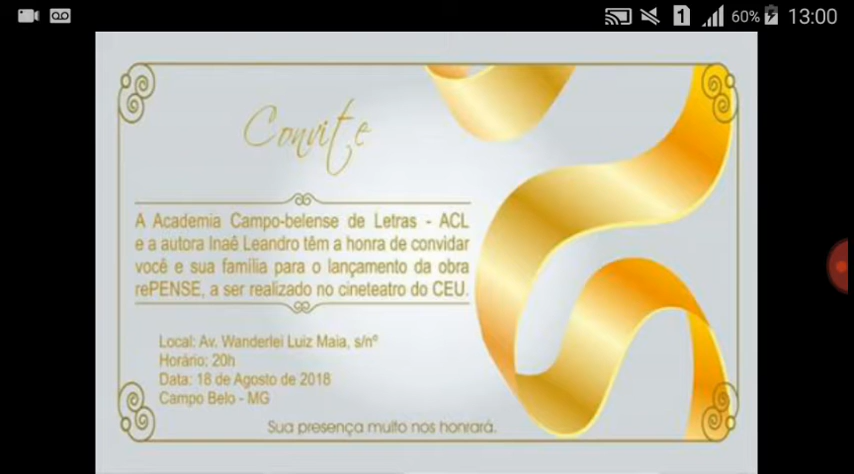 1 60% 13:00
Convite
A Academia Campo-belense de Letras - ACL
e a autora Inaê Leandro têm a honra de convidar
você e sua família para o lançamento da obra
rePENSE, a ser realizado no cineteatro do CEU.
Local: Av. Wanderlei Luiz Maia, s/nº
Horário: 20h
Data: 18 de Agosto de 2018
Campo Belo - MG
Sua presença muito nos honrará.